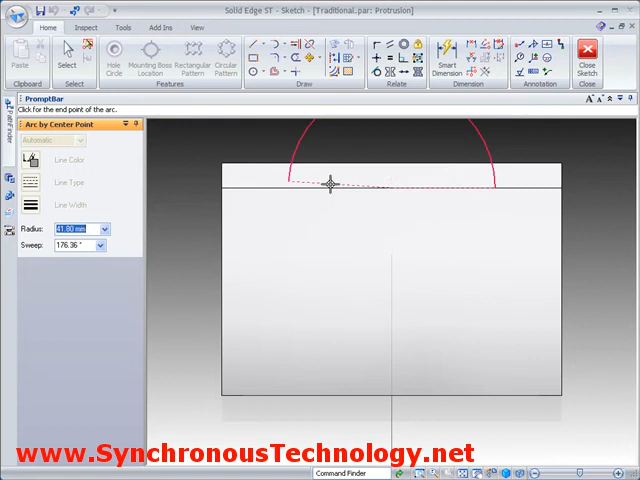 Solid Edge ST - Sketch - [Traditional.par: Protrusion]
Home Inspect Tools Add Ins View
Paste
Select
Hole Circle
Mounting Boss Location
Rectangular Pattern
Circular Pattern
Smart Dimension
Close Sketch
Clipboard Select Features Draw Relate Dimension Close
PromptBar
Click for the end point of the arc.
PathFinder
Arc by Center Point
Automatic
Line Color
Line Type
Line Width
Radius: 41.80 mm
Sweep: 176.36 °
www.SynchronousTechnology.net
Command Finder